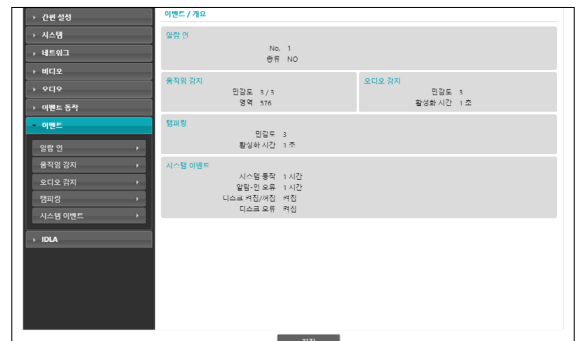 간편 설정
시스템
네트워크
비디오
오디오
이벤트 동작
이벤트
알람 인
움직임 감지
오디오 감지
탬퍼링
시스템 이벤트
IDLA
이벤트 / 개요
알람 인
No. 1
종류 NO
움직임 감지
민감도 3 / 3
영역 576
오디오 감지
민감도 3
활성화 시간 1 초
탬퍼링
민감도 3
활성화 시간 1 초
시스템 이벤트
시스템 동작 1 시간
알람-인 오류 1 시간
디스크 켜짐/꺼짐 켜짐
디스크 오류 켜짐